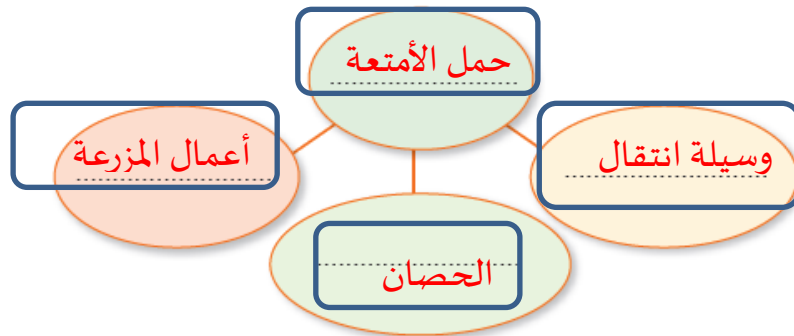 حمل الأمتعة
وسيلة انتقال
أعمال المزرعة
الحصان